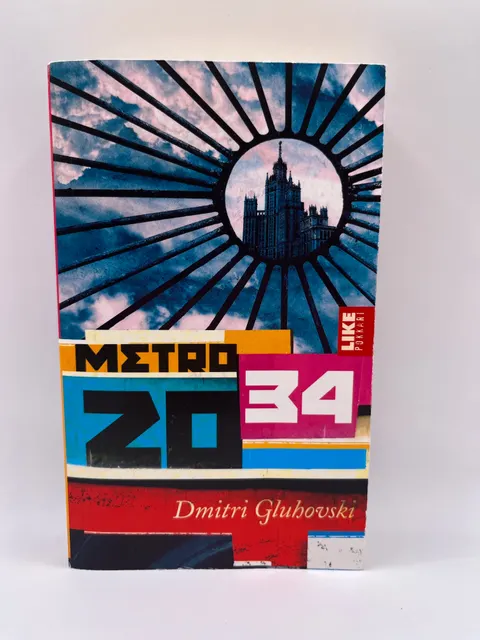 LIKE
POKKARI
METRO
20
34
Dmitri Gluhovski